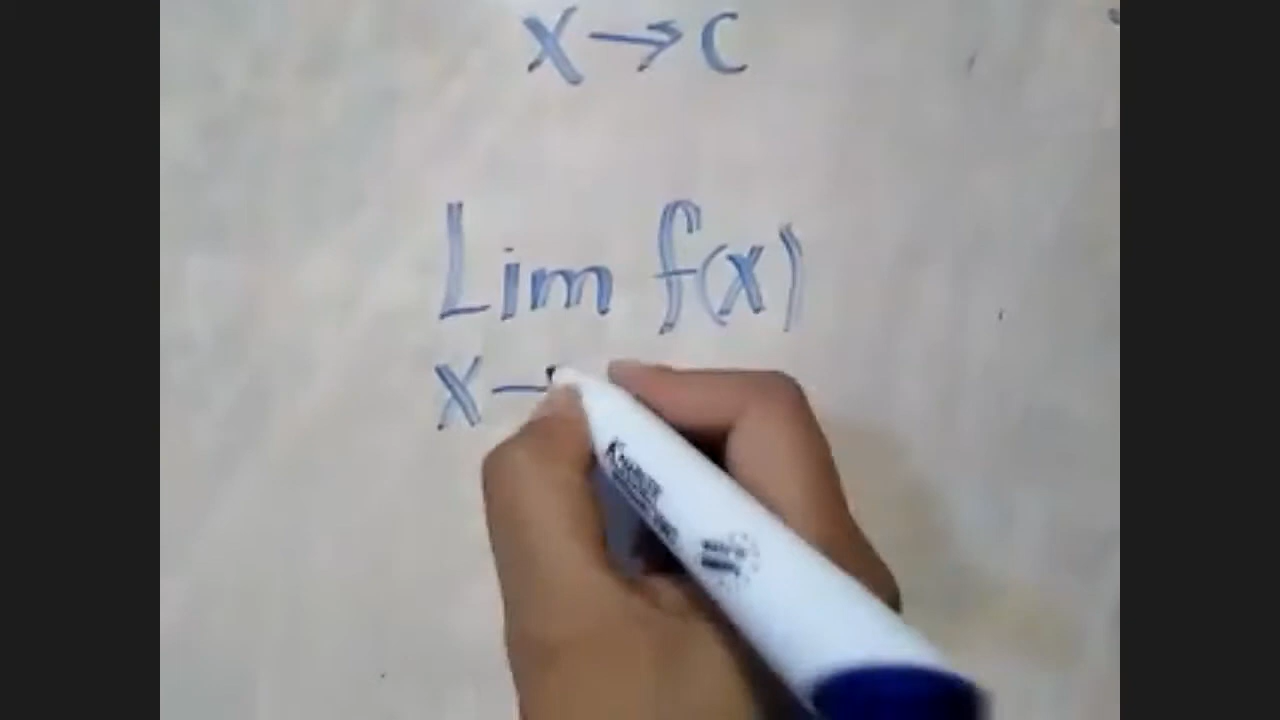 X → C
Lim f(x)
X →